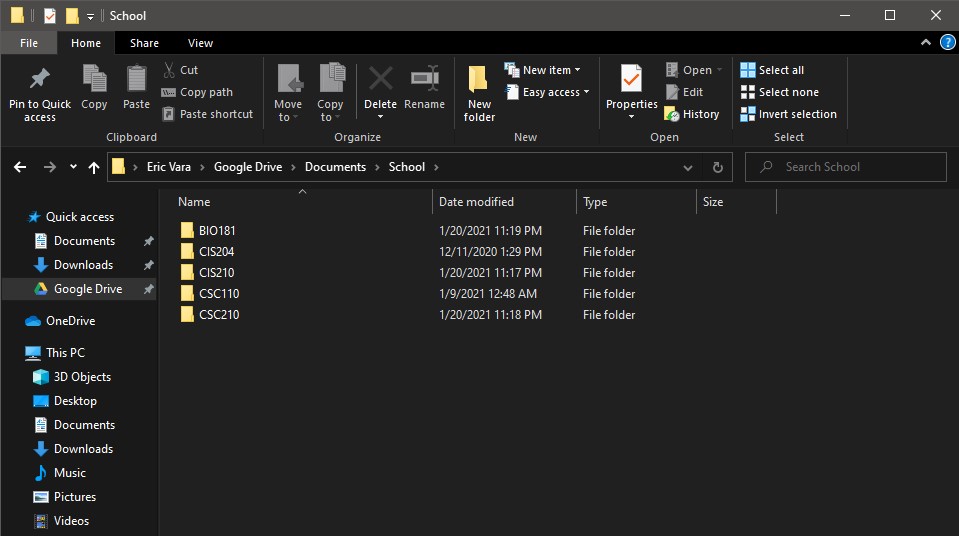 School
File Home Share View
Pin to Quick access
Copy
Paste
Cut
Copy path
Paste shortcut
Clipboard
Move to
Copy to
Delete
Rename
Organize
New folder
New item
Easy access
New
Properties
Open
Edit
History
Open
Select all
Select none
Invert selection
Select
Eric Vara Google Drive Documents School
Search School
Quick access
Documents
Downloads
Google Drive
OneDrive
This PC
3D Objects
Desktop
Documents
Downloads
Music
Pictures
Videos
Name Date modified Type Size
BIO181 1/20/2021 11:19 PM File folder
CIS204 12/11/2020 1:29 PM File folder
CIS210 1/20/2021 11:17 PM File folder
CSC110 1/9/2021 12:48 AM File folder
CSC210 1/20/2021 11:18 PM File folder